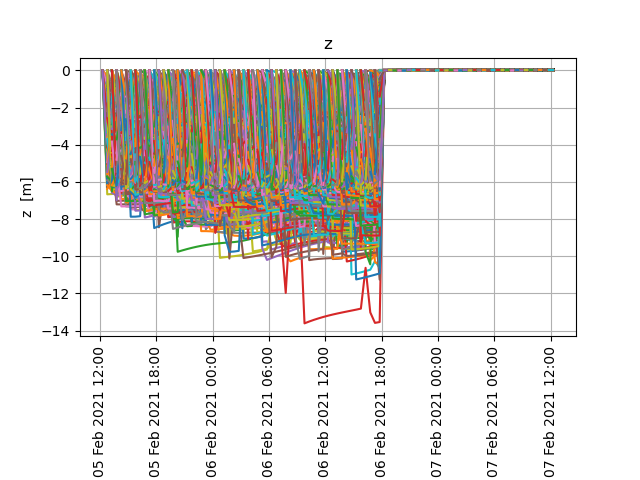 z
z [m]
0
−2
−4
−6
−8
−10
−12
−14
05 Feb 2021 12:00
05 Feb 2021 18:00
06 Feb 2021 00:00
06 Feb 2021 06:00
06 Feb 2021 12:00
06 Feb 2021 18:00
07 Feb 2021 00:00
07 Feb 2021 06:00
07 Feb 2021 12:00